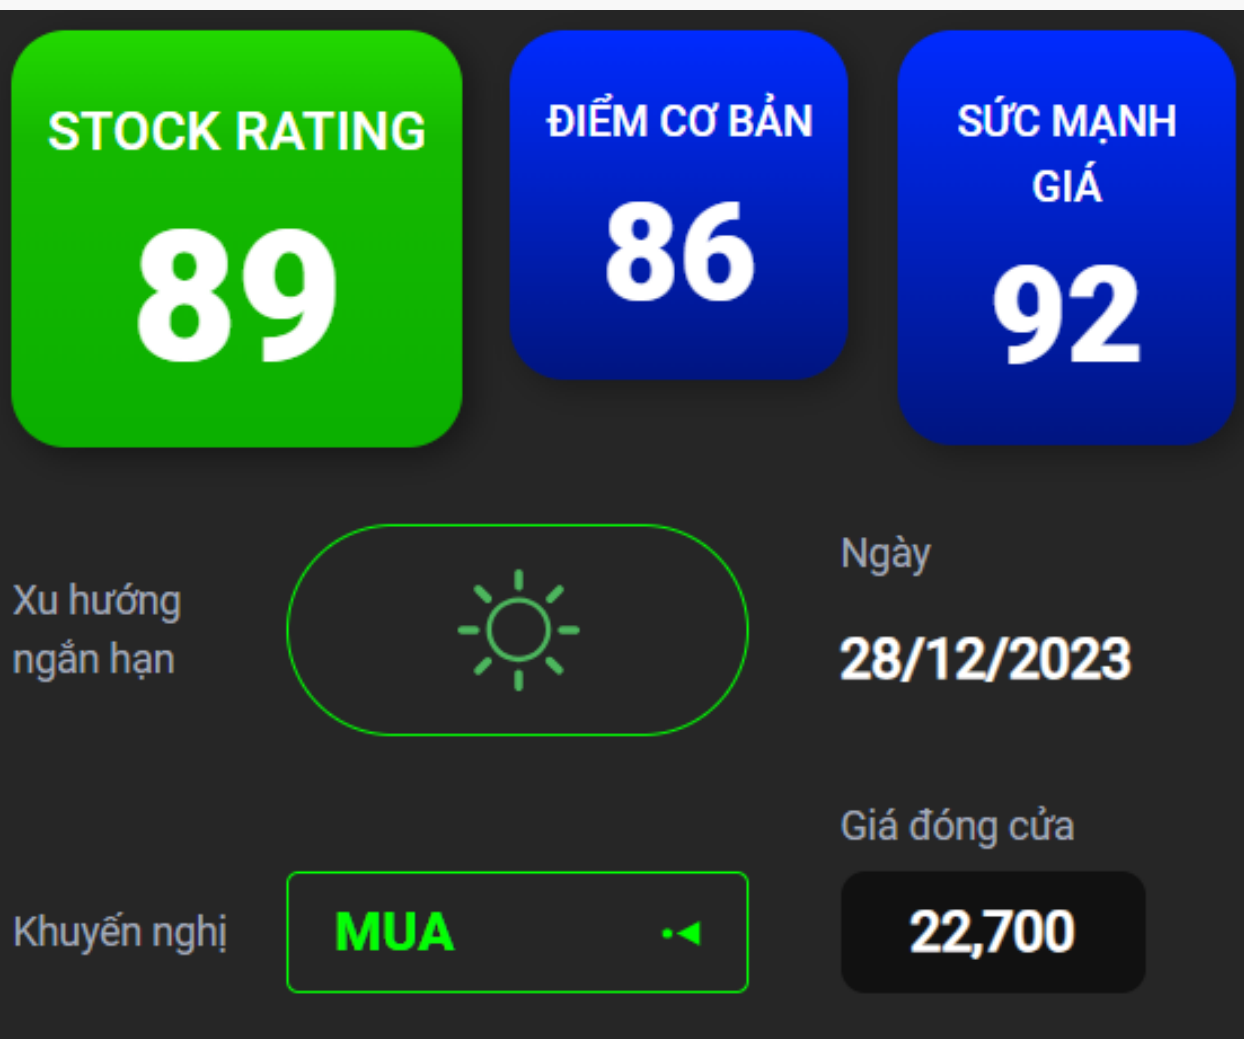 STOCK RATING
89
ĐIỂM CƠ BẢN
86
SỨC MẠNH
GIÁ
92
Xu hướng
ngắn hạn
Ngày
28/12/2023
Khuyến nghị
MUA
Giá đóng cửa
22,700